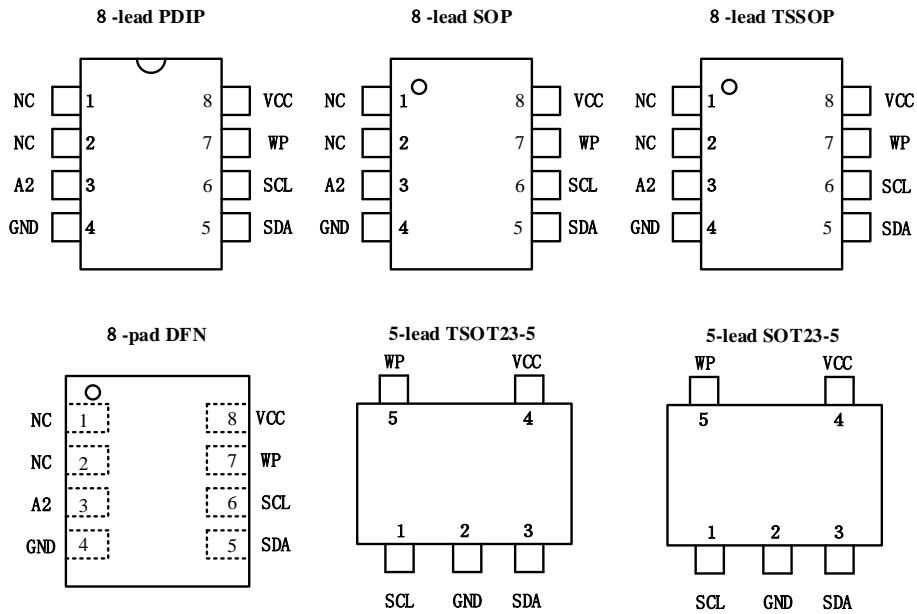 8 -lead PDIP
NC 1 8 VCC
NC 2 7 WP
A2 3 6 SCL
GND 4 5 SDA
8 -lead SOP
NC 1 8 VCC
NC 2 7 WP
A2 3 6 SCL
GND 4 5 SDA
8 -lead TSSOP
NC 1 8 VCC
NC 2 7 WP
A2 3 6 SCL
GND 4 5 SDA
8 -pad DFN
NC 1 8 VCC
NC 2 7 WP
A2 3 6 SCL
GND 4 5 SDA
5-lead TSOT23-5
WP VCC
5 4
1 2 3
SCL GND SDA
5-lead SOT23-5
WP VCC
5 4
1 2 3
SCL GND SDA